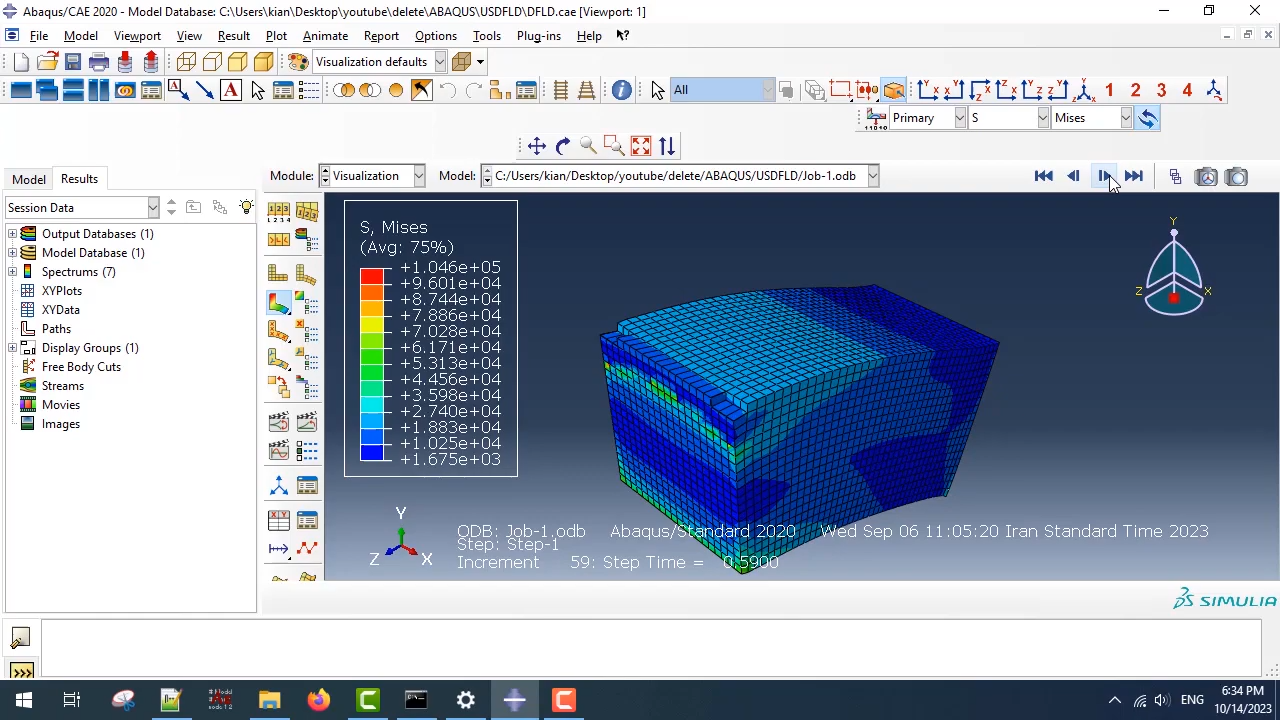 Abaqus/CAE 2020 - Model Database: C:\Users\kian\Desktop\youtube\delete\ABAQUS\USDFLD\DFLD.cae [Viewport: 1]
File Model Viewport View Result Plot Animate Report Options Tools Plug-ins Help
Visualization defaults
All
1 2 3 4
Primary S Mises
Model Results
Module: Visualization Model: C:/Users/kian/Desktop/youtube/delete/ABAQUS/USDFLD/Job-1.odb
Session Data
Output Databases (1)
Model Database (1)
Spectrums (7)
XYPlots
XYData
Paths
Display Groups (1)
Free Body Cuts
Streams
Movies
Images
S, Mises
(Avg: 75%)
+1.046e+05
+9.601e+04
+8.744e+04
+7.886e+04
+7.028e+04
+6.171e+04
+5.313e+04
+4.456e+04
+3.598e+04
+2.740e+04
+1.883e+04
+1.025e+04
+1.675e+03
Y
Z X
Y
Z X
ODB: Job-1.odb Abaqus/Standard 2020 Wed Sep 06 11:05:20 Iran Standard Time 2023
Step: Step-1
Increment 59: Step Time = 0.5900
SIMULIA
>>>
ENG
6:34 PM
10/14/2023